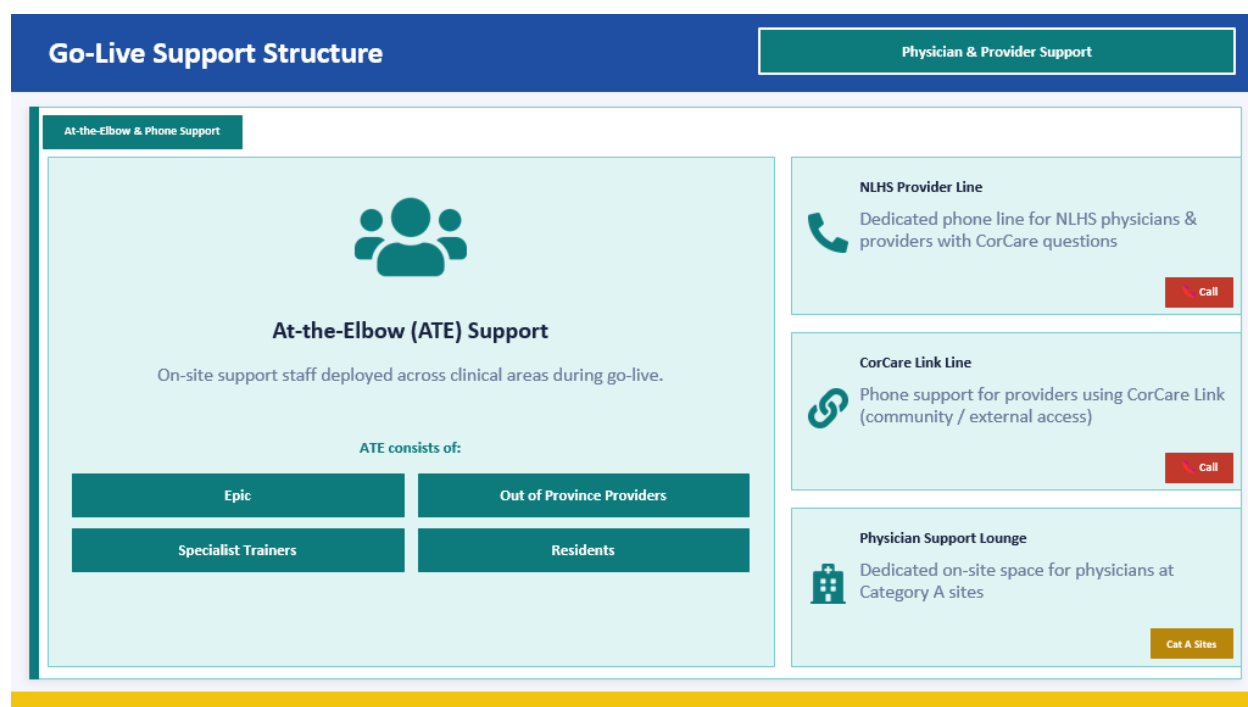 Go-Live Support Structure
Physician & Provider Support
At-the-Elbow & Phone Support
At-the-Elbow (ATE) Support
On-site support staff deployed across clinical areas during go-live.
ATE consists of:
Epic
Out of Province Providers
Specialist Trainers
Residents
NLHS Provider Line
Dedicated phone line for NLHS physicians &
providers with CorCare questions
Call
CorCare Link Line
Phone support for providers using CorCare Link
(community / external access)
Call
Physician Support Lounge
Dedicated on-site space for physicians at
Category A sites
Cat A Sites